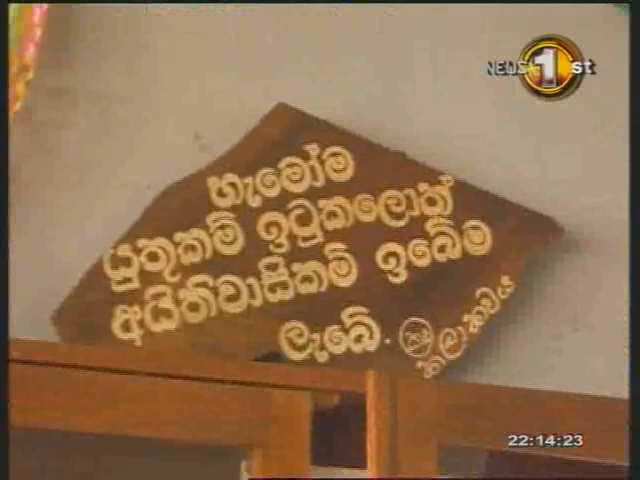 NEWS 1st
හැමෝම
යුතුකම් ඉටුකලොත්
අයිතිවාසිකම් ඉබේම
ලැබේ.
22:14:23